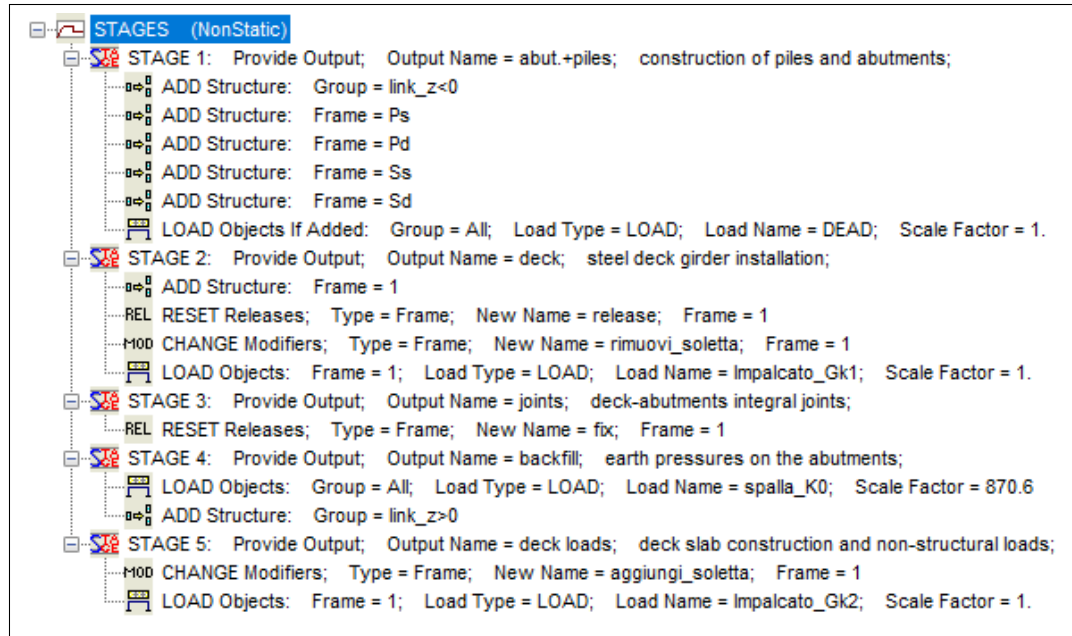 STAGES (NonStatic)
STAGE 1: Provide Output; Output Name = abut.+piles; construction of piles and abutments;
ADD Structure: Group = link_z<0
ADD Structure: Frame = Ps
ADD Structure: Frame = Pd
ADD Structure: Frame = Ss
ADD Structure: Frame = Sd
LOAD Objects If Added: Group = All; Load Type = LOAD; Load Name = DEAD; Scale Factor = 1.
STAGE 2: Provide Output; Output Name = deck; steel deck girder installation;
ADD Structure: Frame = 1
REL RESET Releases; Type = Frame; New Name = release; Frame = 1
MOD CHANGE Modifiers; Type = Frame; New Name = rimuovi_soletta; Frame = 1
LOAD Objects: Frame = 1; Load Type = LOAD; Load Name = Impalcato_Gk1; Scale Factor = 1.
STAGE 3: Provide Output; Output Name = joints; deck-abutments integral joints;
REL RESET Releases; Type = Frame; New Name = fix; Frame = 1
STAGE 4: Provide Output; Output Name = backfill; earth pressures on the abutments;
LOAD Objects: Group = All; Load Type = LOAD; Load Name = spalla_K0; Scale Factor = 870.6
ADD Structure: Group = link_z>0
STAGE 5: Provide Output; Output Name = deck loads; deck slab construction and non-structural loads;
MOD CHANGE Modifiers; Type = Frame; New Name = aggiungi_soletta; Frame = 1
LOAD Objects: Frame = 1; Load Type = LOAD; Load Name = Impalcato_Gk2; Scale Factor = 1.